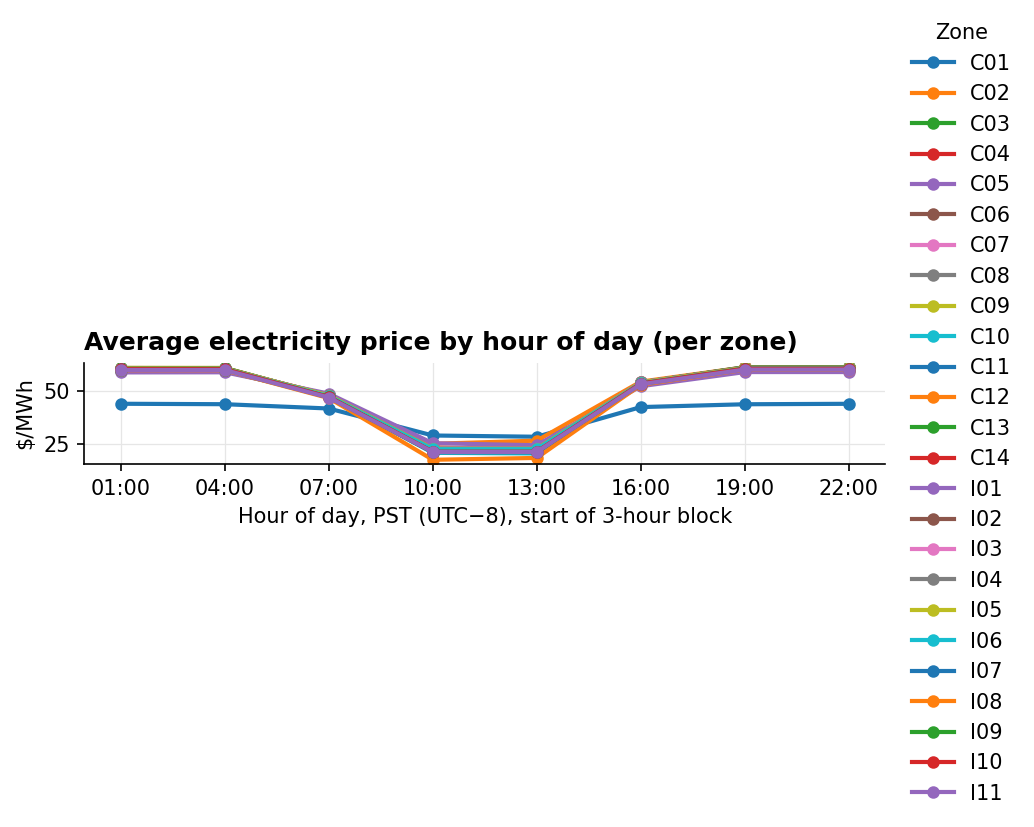 Average electricity price by hour of day (per zone)
$/MWh
50
25
01:00 04:00 07:00 10:00 13:00 16:00 19:00 22:00
Hour of day, PST (UTC−8), start of 3-hour block
Zone
C01
C02
C03
C04
C05
C06
C07
C08
C09
C10
C11
C12
C13
C14
I01
I02
I03
I04
I05
I06
I07
I08
I09
I10
I11